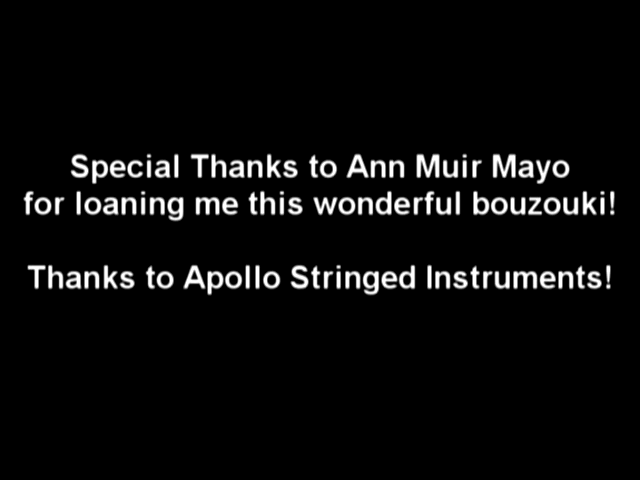 Special Thanks to Ann Muir Mayo
for loaning me this wonderful bouzouki!
Thanks to Apollo Stringed Instruments!